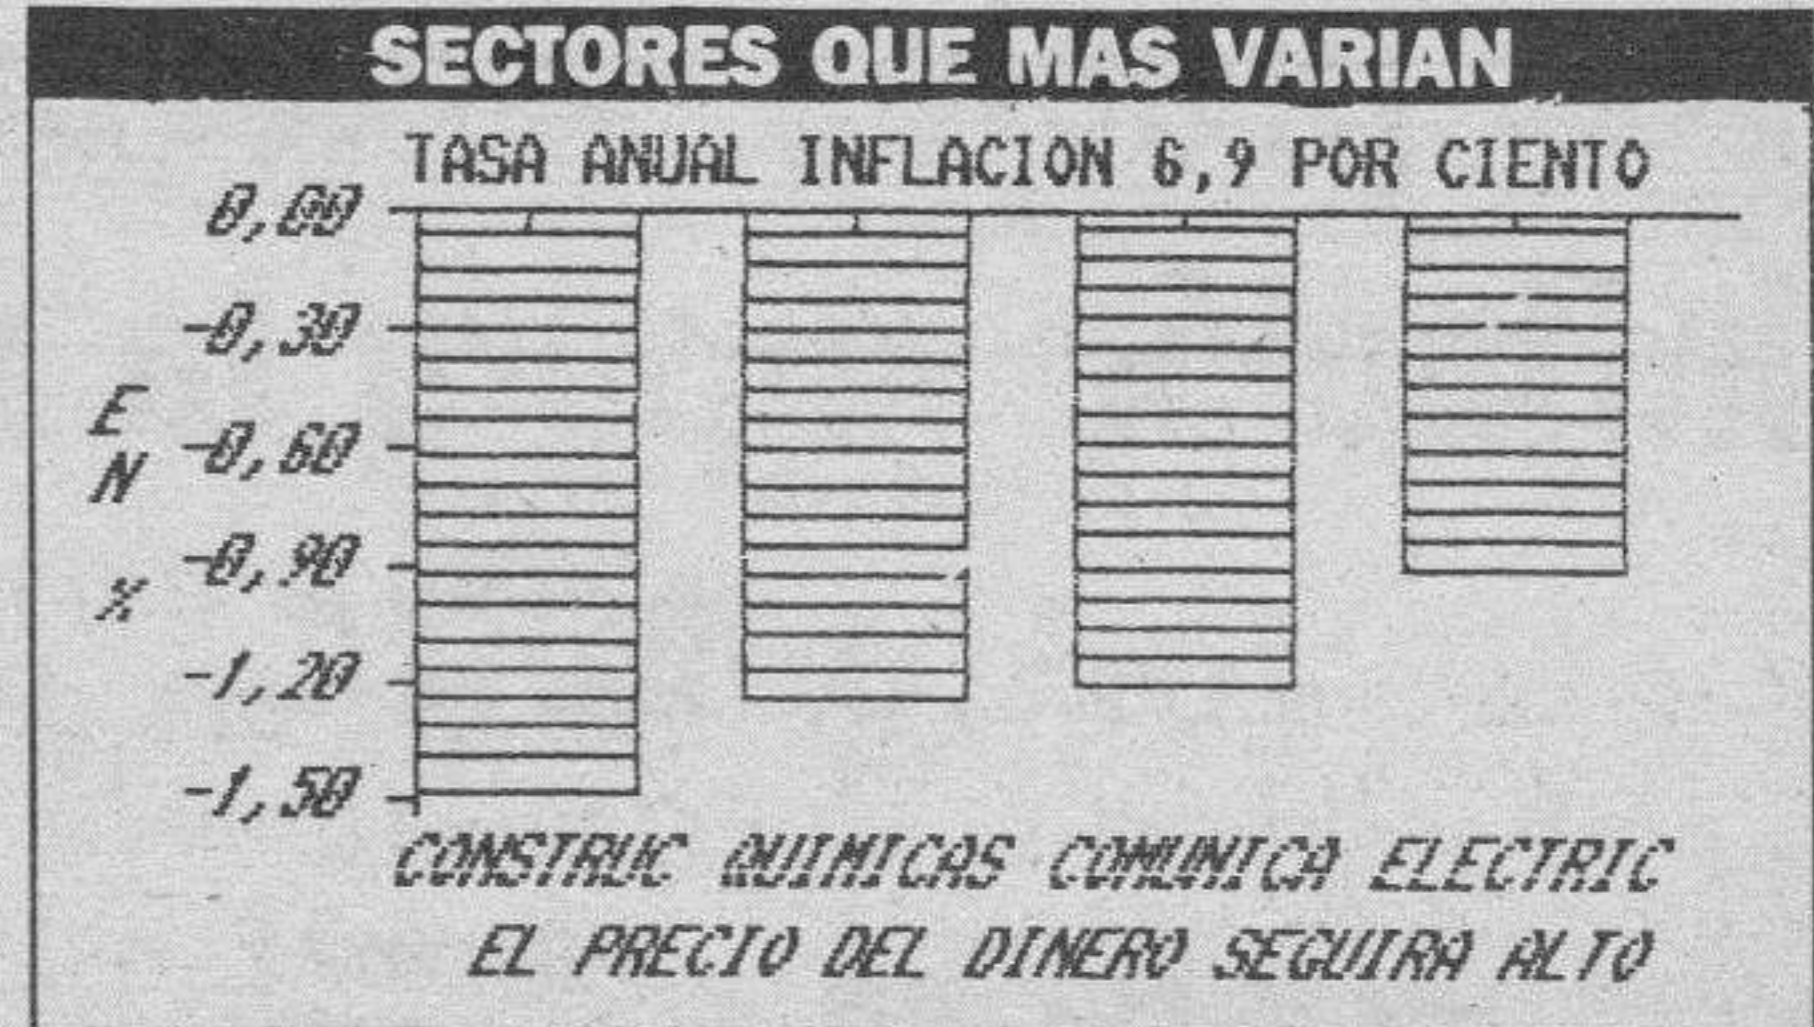 SECTORES QUE MAS VARIAN
TASA ANUAL INFLACION 6,9 POR CIENTO
0,00
-0,30
-0,60
-0,90
-1,20
-1,50
EN %
CONSTRUC QUIMICAS COMUNICA ELECTRIC
EL PRECIO DEL DINERO SEGUIRA ALTO